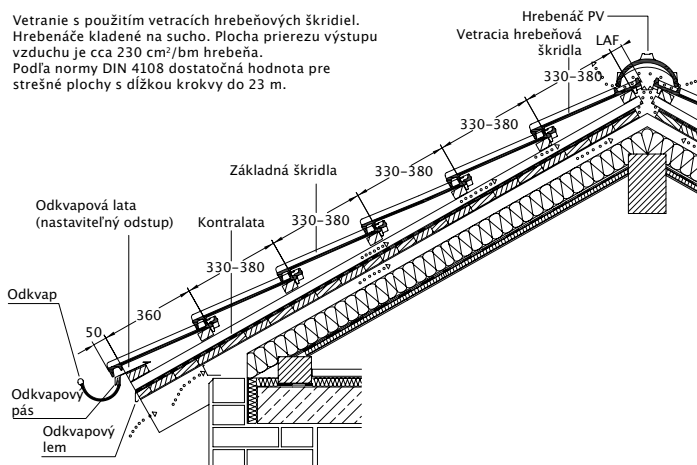 Vetranie s použitím vetracích hrebeňových škridiel.
Hrebenáče kladené na sucho. Plocha prierezu výstupu
vzduchu je cca 230 cm²/bm hrebeňa.
Podľa normy DIN 4108 dostatočná hodnota pre
strešné plochy s dĺžkou krokvy do 23 m.
Hrebenáč PV
Vetracia hrebeňová
škridla
LAF
330–380
330–380
330–380
330–380
330–380
Základná škridla
Odkvapová lata
(nastaviteľný odstup)
Kontralata
Odkvap
360
50
Odkvapový
pás
Odkvapový
lem